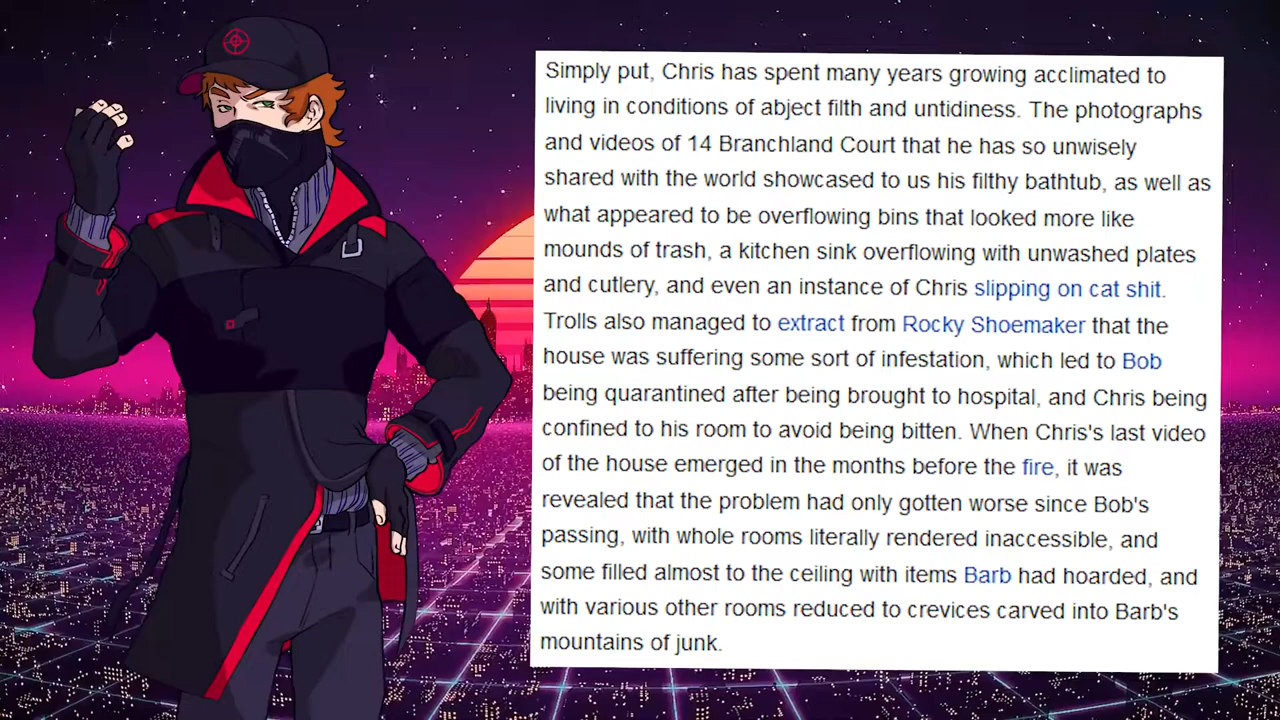 Simply put, Chris has spent many years growing acclimated to
living in conditions of abject filth and untidiness. The photographs
and videos of 14 Branchland Court that he has so unwisely
shared with the world showcased to us his filthy bathtub, as well as
what appeared to be overflowing bins that looked more like
mounds of trash, a kitchen sink overflowing with unwashed plates
and cutlery, and even an instance of Chris slipping on cat shit.
Trolls also managed to extract from Rocky Shoemaker that the
house was suffering some sort of infestation, which led to Bob
being quarantined after being brought to hospital, and Chris being
confined to his room to avoid being bitten. When Chris's last video
of the house emerged in the months before the fire, it was
revealed that the problem had only gotten worse since Bob's
passing, with whole rooms literally rendered inaccessible, and
some filled almost to the ceiling with items Barb had hoarded, and
with various other rooms reduced to crevices carved into Barb's
mountains of junk.